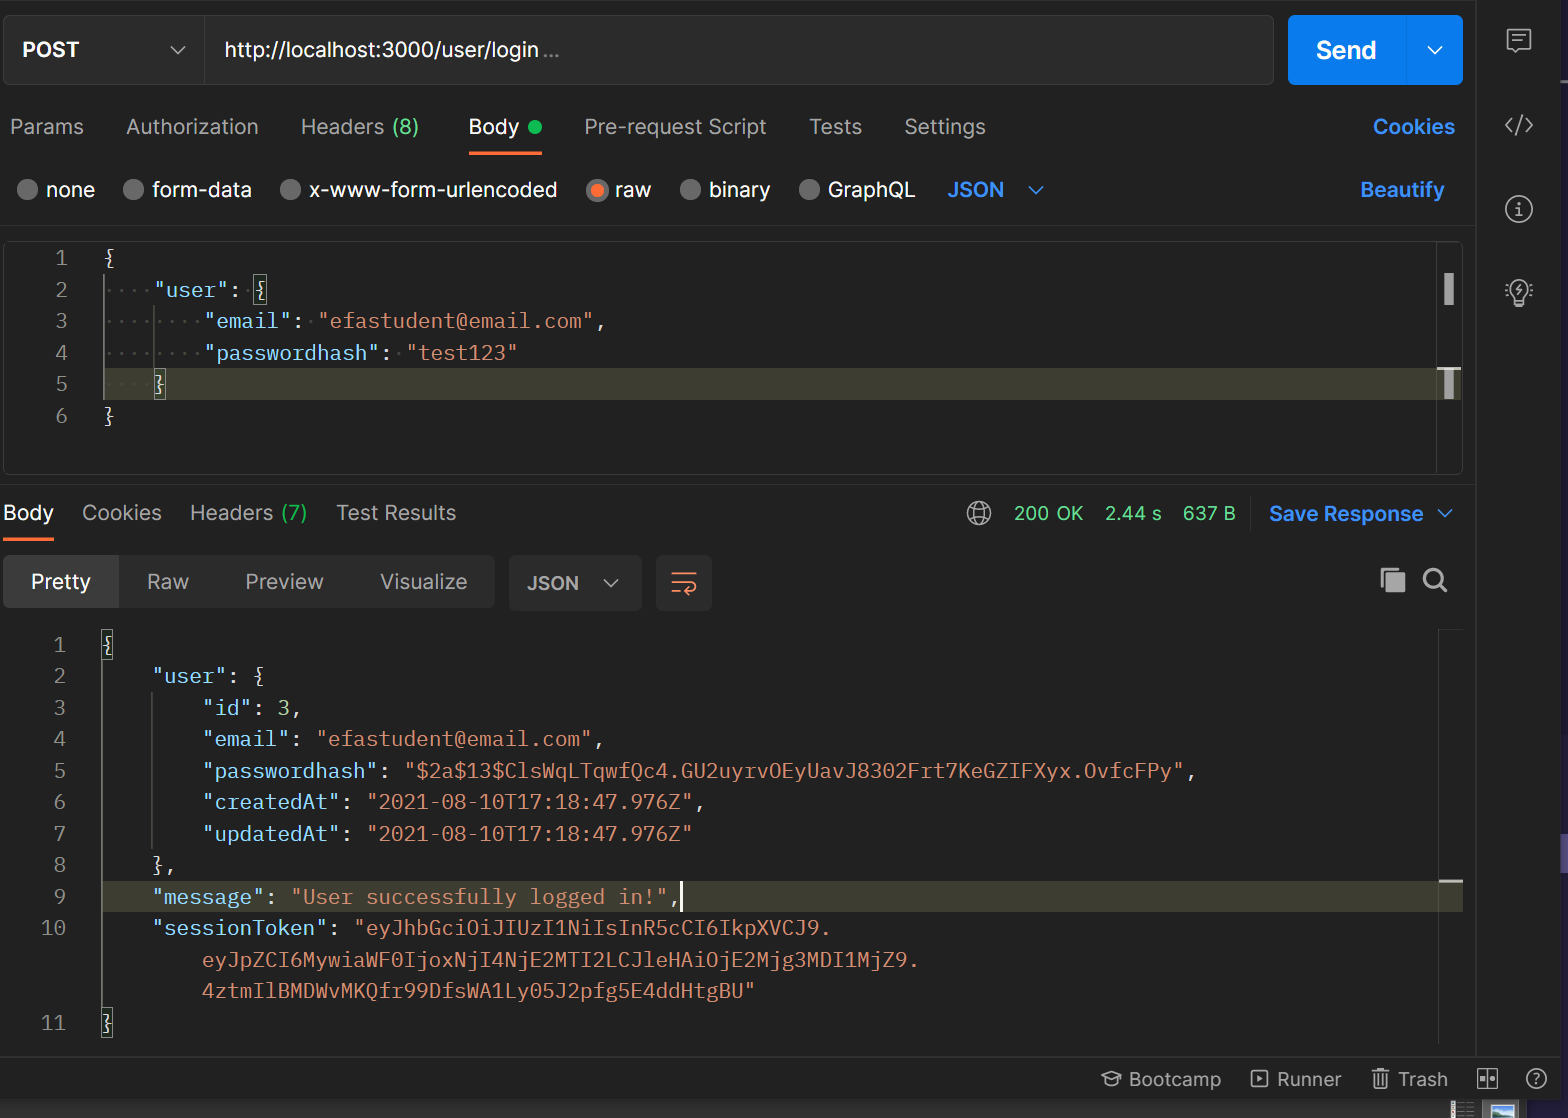 POST http://localhost:3000/user/login ... Send
Params Authorization Headers (8) Body Pre-request Script Tests Settings Cookies
none form-data x-www-form-urlencoded raw binary GraphQL JSON Beautify
1 {
2 "user": {
3 "email": "efastudent@email.com",
4 "passwordhash": "test123"
5 }
6 }
Body Cookies Headers (7) Test Results 200 OK 2.44 s 637 B Save Response
Pretty Raw Preview Visualize JSON
1 {
2 "user": {
3 "id": 3,
4 "email": "efastudent@email.com",
5 "passwordhash": "$2a$13$ClsWqLTqwfQc4.GU2uyrvOEyUavJ8302Frt7KeGZIFXyx.OvfcFPy",
6 "createdAt": "2021-08-10T17:18:47.976Z",
7 "updatedAt": "2021-08-10T17:18:47.976Z"
8 },
9 "message": "User successfully logged in!",
10 "sessionToken": "eyJhbGciOiJIUzI1NiIsInR5cCI6IkpXVCJ9.
eyJpZCI6MywiaWF0IjoxNjI4NjE2MTI2LCJleHAiOjE2Mjg3MDI1MjZ9.
4ztmIlBMDWvMKQfr99DfsWA1Ly05J2pfg5E4ddHtgBU"
11 }
Bootcamp Runner Trash